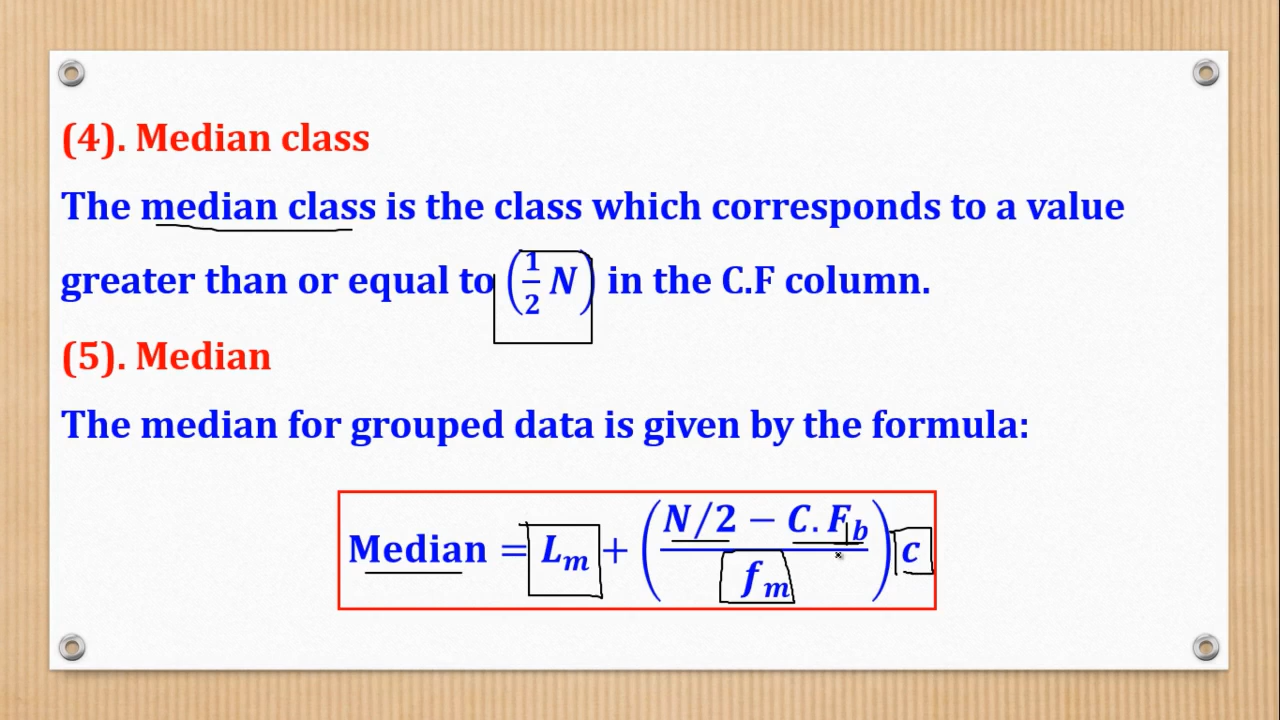 (4). Median class
The median class is the class which corresponds to a value
greater than or equal to (1/2 N) in the C.F column.
(5). Median
The median for grouped data is given by the formula:
Median = Lₘ + ((N/2 − C.F_b)/fₘ) c